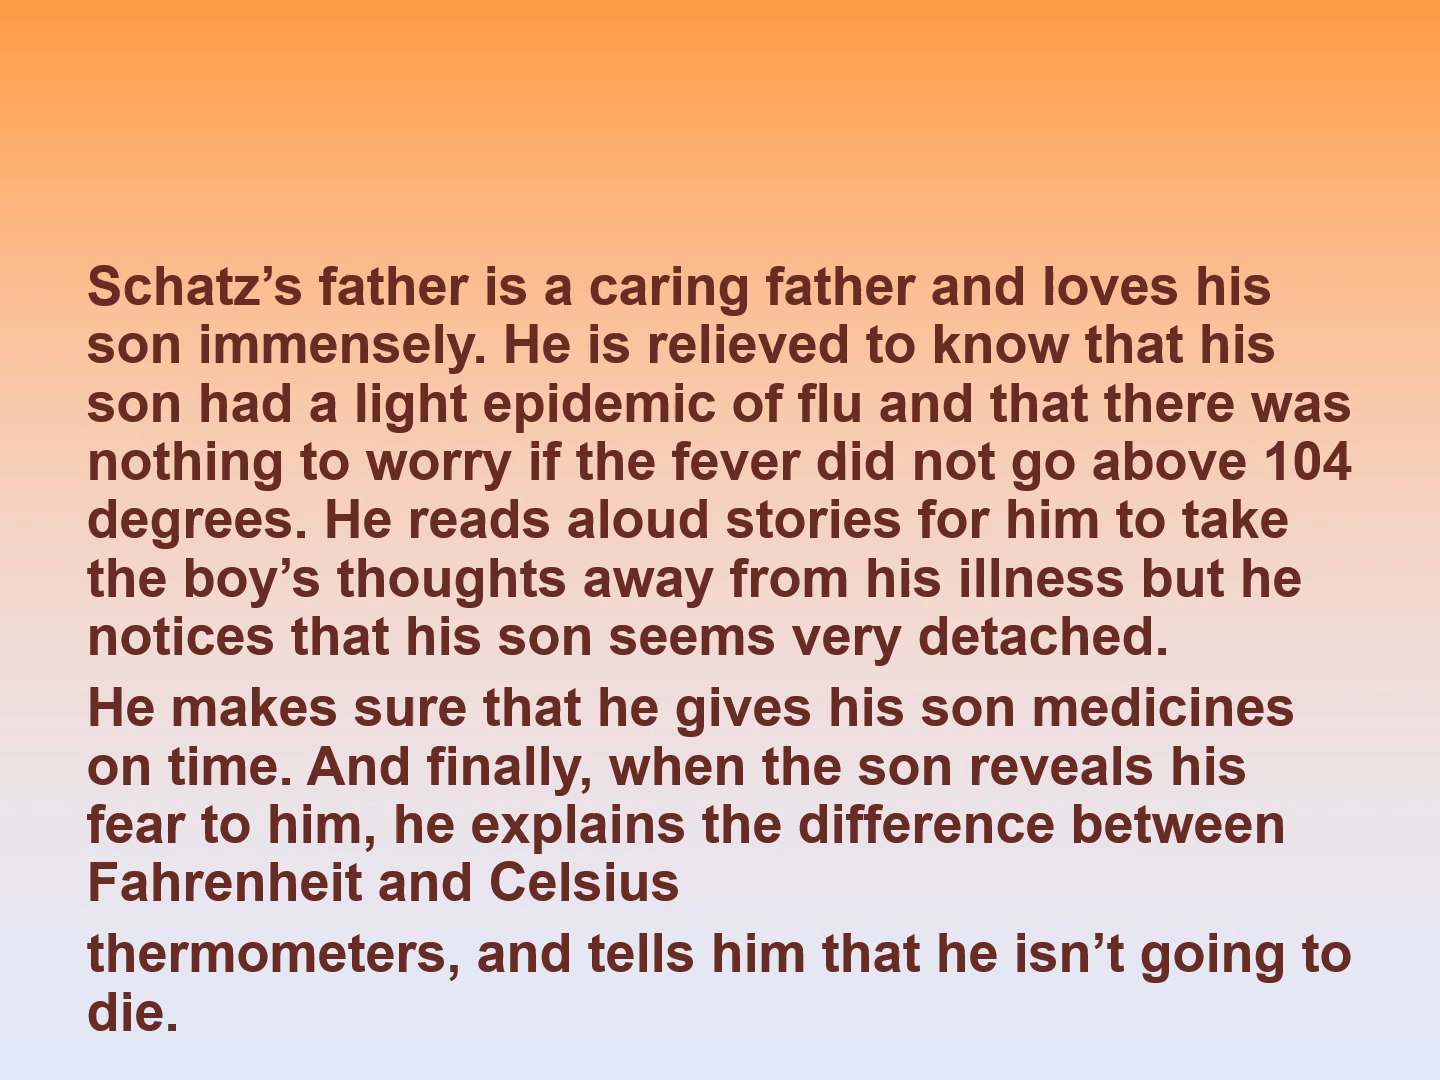 Schatz’s father is a caring father and loves his
son immensely. He is relieved to know that his
son had a light epidemic of flu and that there was
nothing to worry if the fever did not go above 104
degrees. He reads aloud stories for him to take
the boy’s thoughts away from his illness but he
notices that his son seems very detached.
He makes sure that he gives his son medicines
on time. And finally, when the son reveals his
fear to him, he explains the difference between
Fahrenheit and Celsius
thermometers, and tells him that he isn’t going to
die.